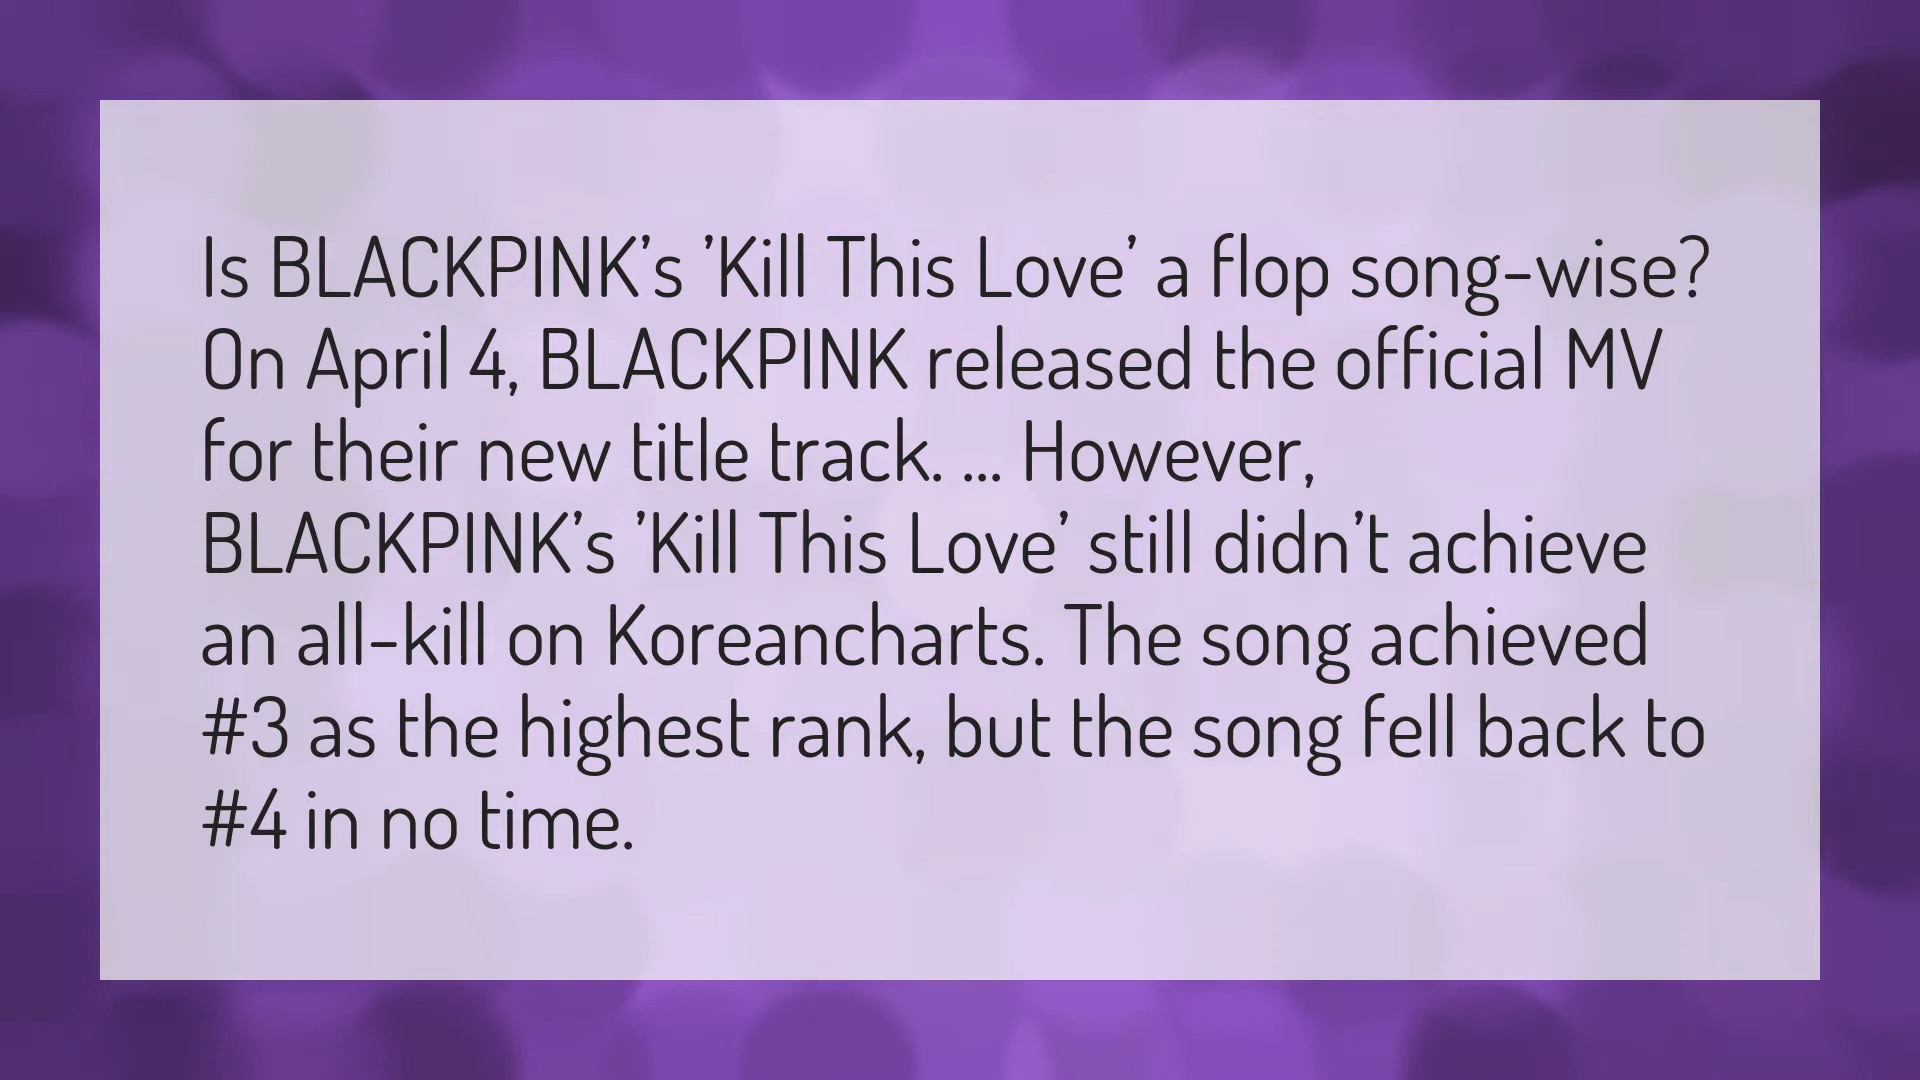 Is BLACKPINK's 'Kill This Love' a flop song-wise?
On April 4, BLACKPINK released the official MV
for their new title track. ... However,
BLACKPINK's 'Kill This Love' still didn't achieve
an all-kill on Koreancharts. The song achieved
#3 as the highest rank, but the song fell back to
#4 in no time.